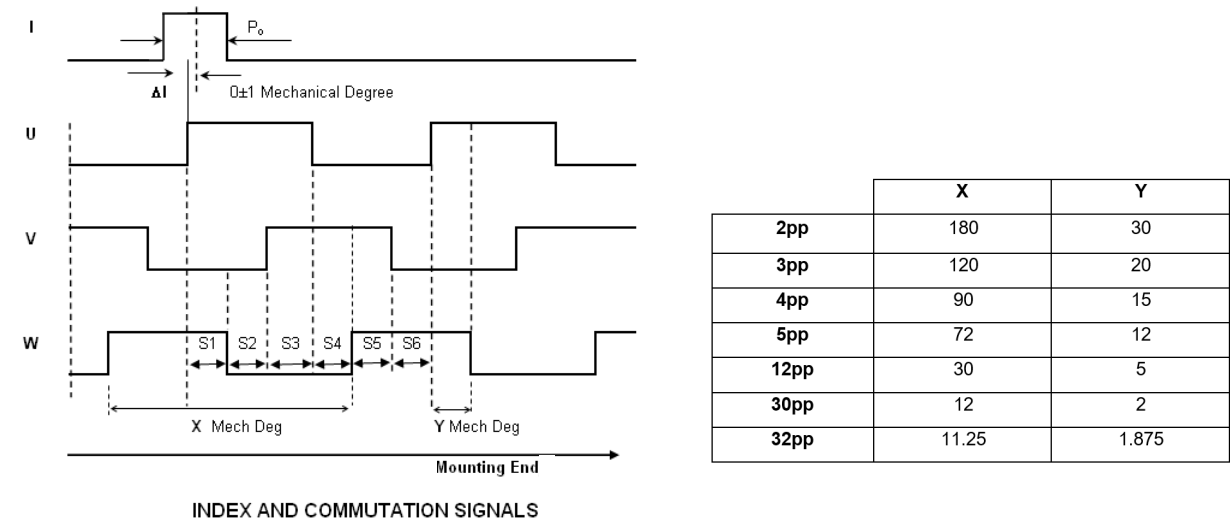 I
P₀
ΔI
0±1 Mechanical Degree
U
V
W
S1 S2 S3 S4 S5 S6
X Mech Deg
Y Mech Deg
Mounting End
INDEX AND COMMUTATION SIGNALS
X Y
2pp 180 30
3pp 120 20
4pp 90 15
5pp 72 12
12pp 30 5
30pp 12 2
32pp 11.25 1.875